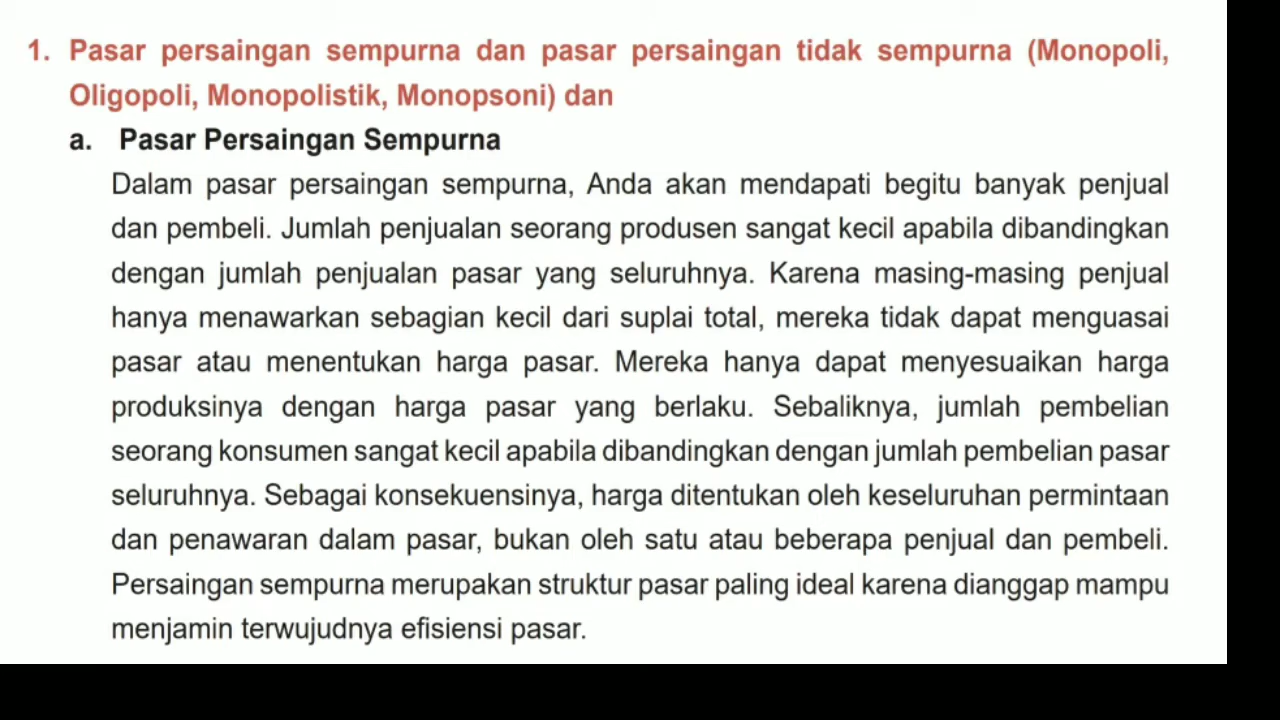 1. Pasar persaingan sempurna dan pasar persaingan tidak sempurna (Monopoli,
Oligopoli, Monopolistik, Monopsoni) dan
a. Pasar Persaingan Sempurna
Dalam pasar persaingan sempurna, Anda akan mendapati begitu banyak penjual
dan pembeli. Jumlah penjualan seorang produsen sangat kecil apabila dibandingkan
dengan jumlah penjualan pasar yang seluruhnya. Karena masing-masing penjual
hanya menawarkan sebagian kecil dari suplai total, mereka tidak dapat menguasai
pasar atau menentukan harga pasar. Mereka hanya dapat menyesuaikan harga
produksinya dengan harga pasar yang berlaku. Sebaliknya, jumlah pembelian
seorang konsumen sangat kecil apabila dibandingkan dengan jumlah pembelian pasar
seluruhnya. Sebagai konsekuensinya, harga ditentukan oleh keseluruhan permintaan
dan penawaran dalam pasar, bukan oleh satu atau beberapa penjual dan pembeli.
Persaingan sempurna merupakan struktur pasar paling ideal karena dianggap mampu
menjamin terwujudnya efisiensi pasar.